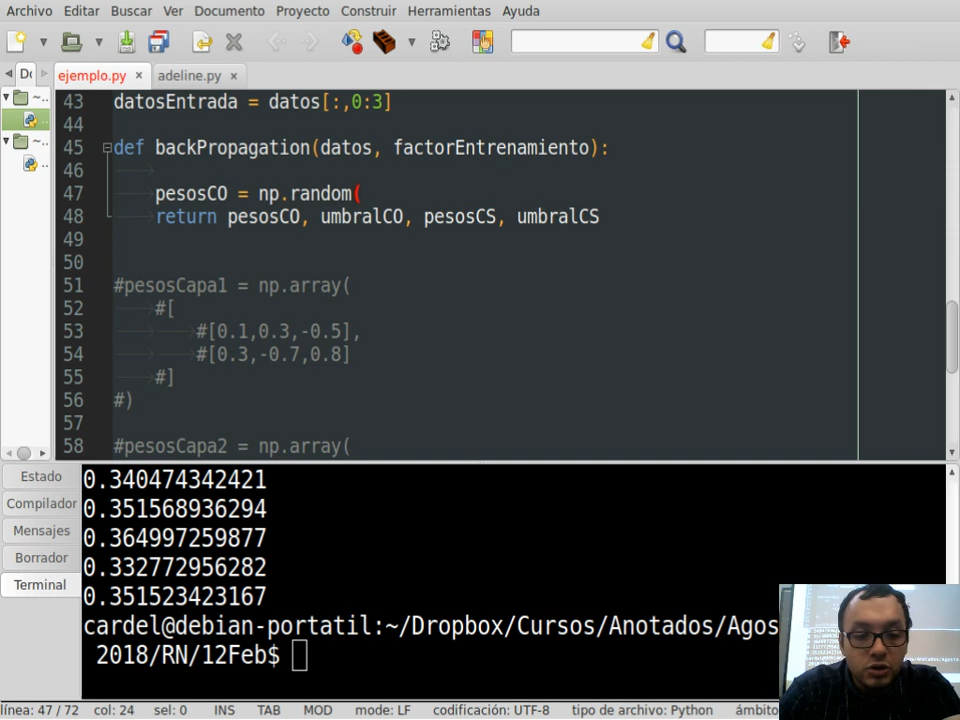 Archivo Editar Buscar Ver Documento Proyecto Construir Herramientas Ayuda
ejemplo.py × adeline.py ×
43 datosEntrada = datos[:,0:3]
44
45 def backPropagation(datos, factorEntrenamiento):
46
47 pesosCO = np.random(
48 return pesosCO, umbralCO, pesosCS, umbralCS
49
50
51 #pesosCapa1 = np.array(
52 #[
53 #[0.1,0.3,-0.5],
54 #[0.3,-0.7,0.8]
55 #]
56 #)
57
58 #pesosCapa2 = np.array(
Estado
Compilador
Mensajes
Borrador
Terminal
0.340474342421
0.351568936294
0.364997259877
0.332772956282
0.351523423167
cardel@debian-portatil:~/Dropbox/Cursos/Anotados/Agos
2018/RN/12Feb$
línea: 47 / 72 col: 24 sel: 0 INS TAB MOD mode: LF codificación: UTF-8 tipo de archivo: Python ámbito